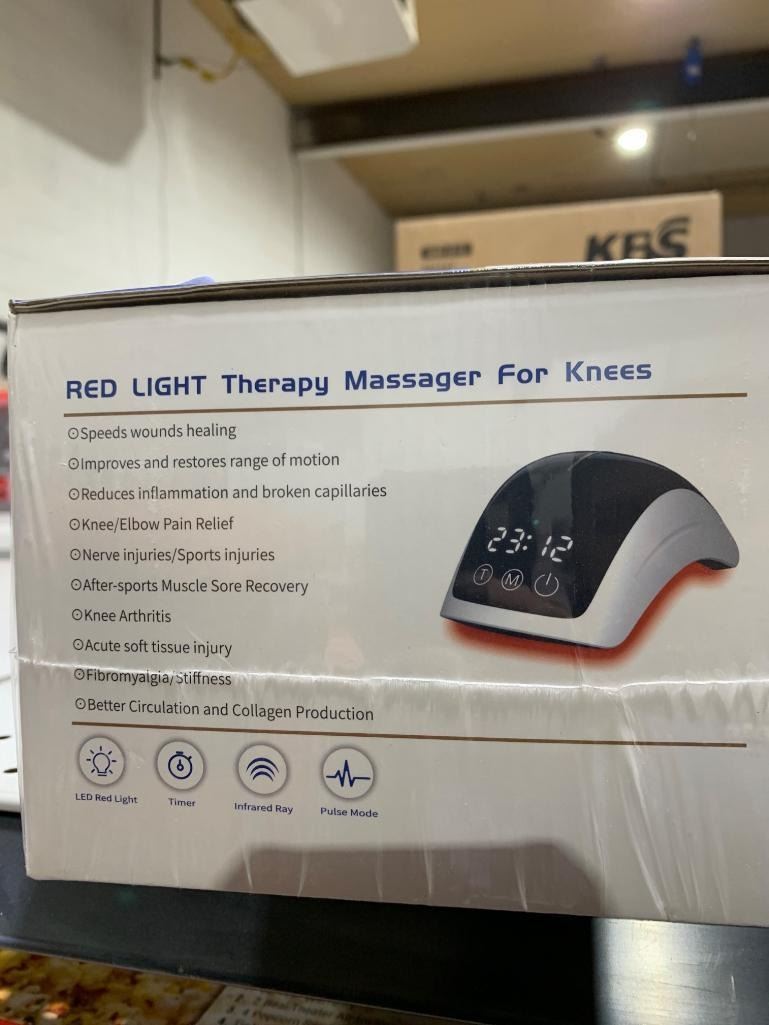 KBS
RED LIGHT Therapy Massager For Knees
⊙Speeds wounds healing
⊙Improves and restores range of motion
⊙Reduces inflammation and broken capillaries
⊙Knee/Elbow Pain Relief
⊙Nerve injuries/Sports injuries
⊙After-sports Muscle Sore Recovery
⊙Knee Arthritis
⊙Acute soft tissue injury
⊙Fibromyalgia/Stiffness
⊙Better Circulation and Collagen Production
23:12
T M
LED Red Light Timer Infrared Ray Pulse Mode